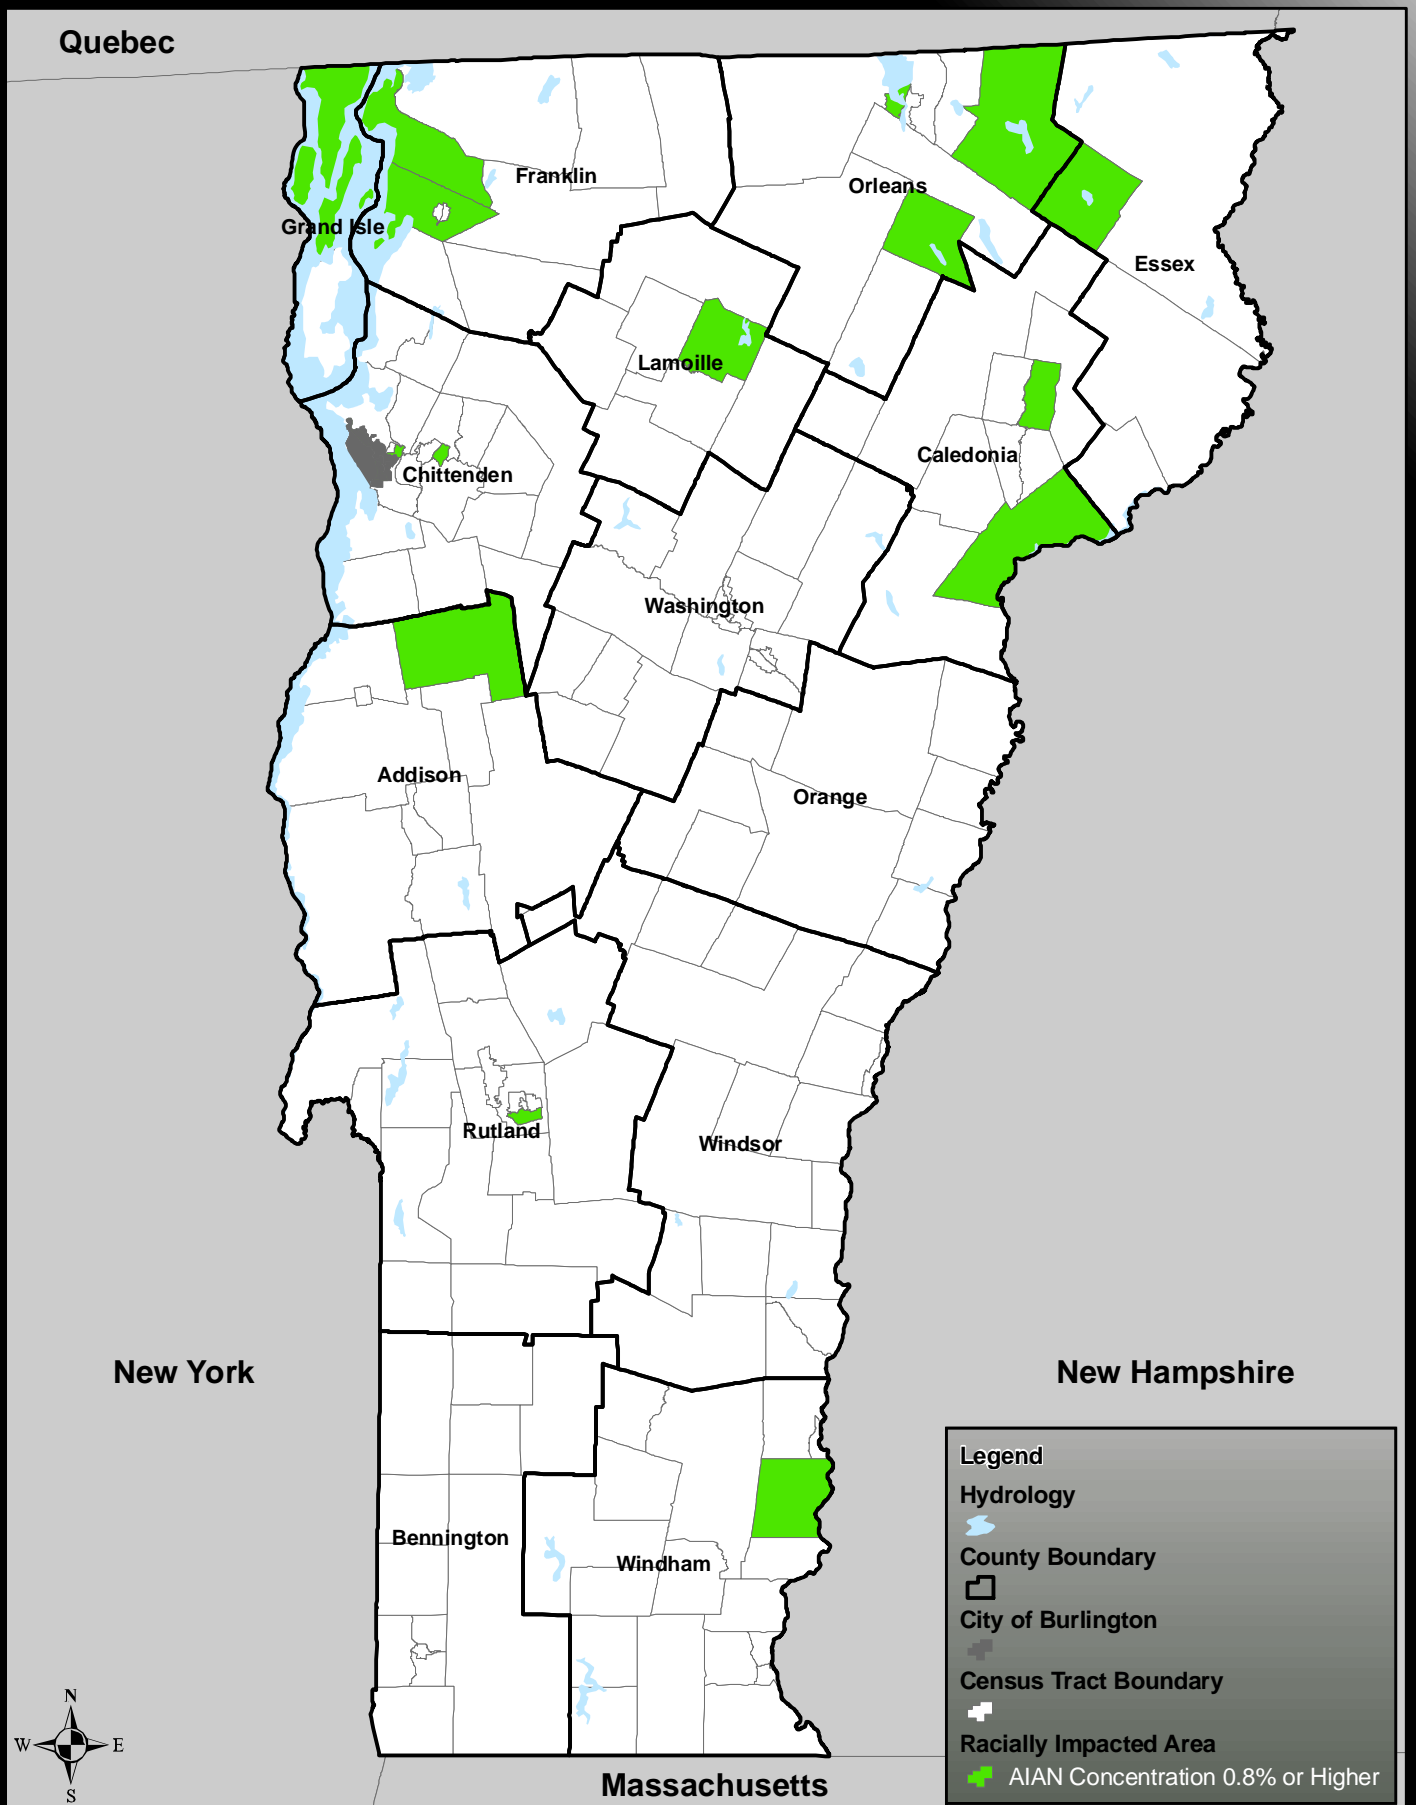 Quebec
Franklin
Orleans
Grand Isle
Essex
Lamoille
Caledonia
Chittenden
Washington
Addison
Orange
Rutland
Windsor
New York
New Hampshire
Bennington
Windham
Massachusetts
N
W
E
S
Legend
Hydrology
County Boundary
City of Burlington
Census Tract Boundary
Racially Impacted Area
AIAN Concentration 0.8% or Higher